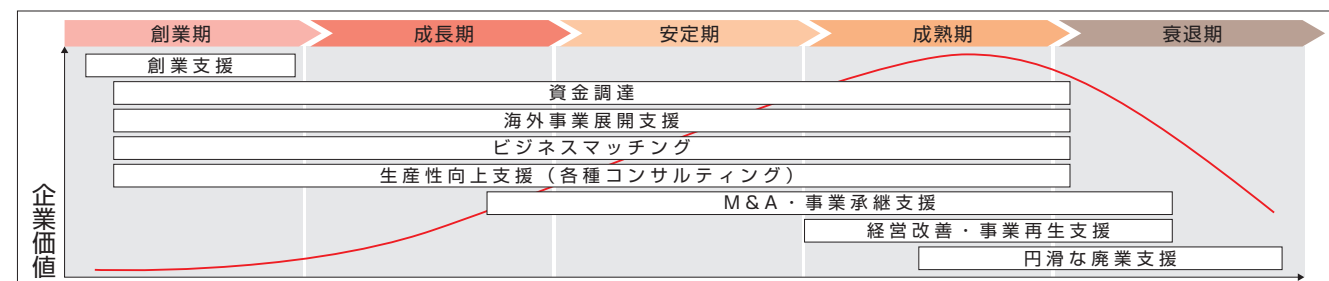 創業期 成長期 安定期 成熟期 衰退期
創業支援
資金調達
海外事業展開支援
ビジネスマッチング
生産性向上支援（各種コンサルティング）
M&A・事業承継支援
経営改善・事業再生支援
円滑な廃業支援
企業価値